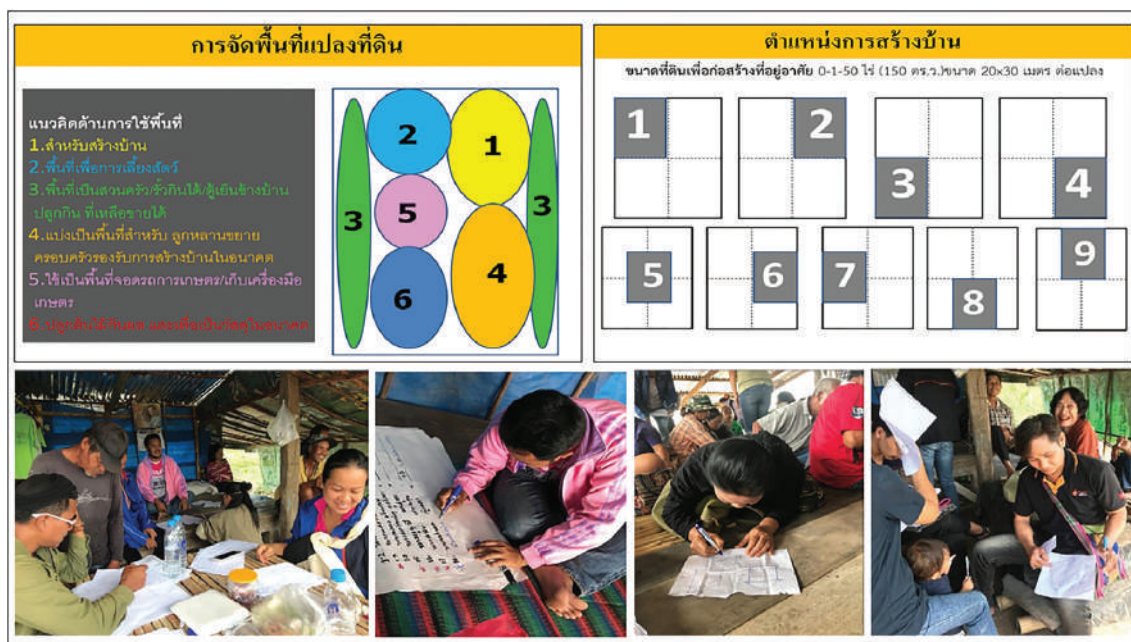 การจัดพื้นที่แปลงที่ดิน
แนวคิดด้านการใช้พื้นที่
1.สำหรับสร้างบ้าน
2.พื้นที่เพื่อการเลี้ยงสัตว์
3.พื้นที่เป็นสวนครัว/รั้วกินได้/ตู้เย็นข้างบ้าน
ปลูกกิน ที่เหลือขายได้
4.แบ่งเป็นพื้นที่สำหรับ ลูกหลานขยาย
ครอบครัวรองรับการสร้างบ้านในอนาคต
5.ใช้เป็นพื้นที่จอดรถการเกษตร/เก็บเครื่องมือ
เกษตร
6.ปลูกต้นไม้กินผล และเพื่อเป็นวัสดุในอนาคต
2
1
3
5
3
4
6
ตำแหน่งการสร้างบ้าน
ขนาดที่ดินเพื่อก่อสร้างที่อยู่อาศัย 0-1-50 ไร่ (150 ตร.ว.)ขนาด 20×30 เมตร ต่อแปลง
1
2
3
4
5
6
7
8
9